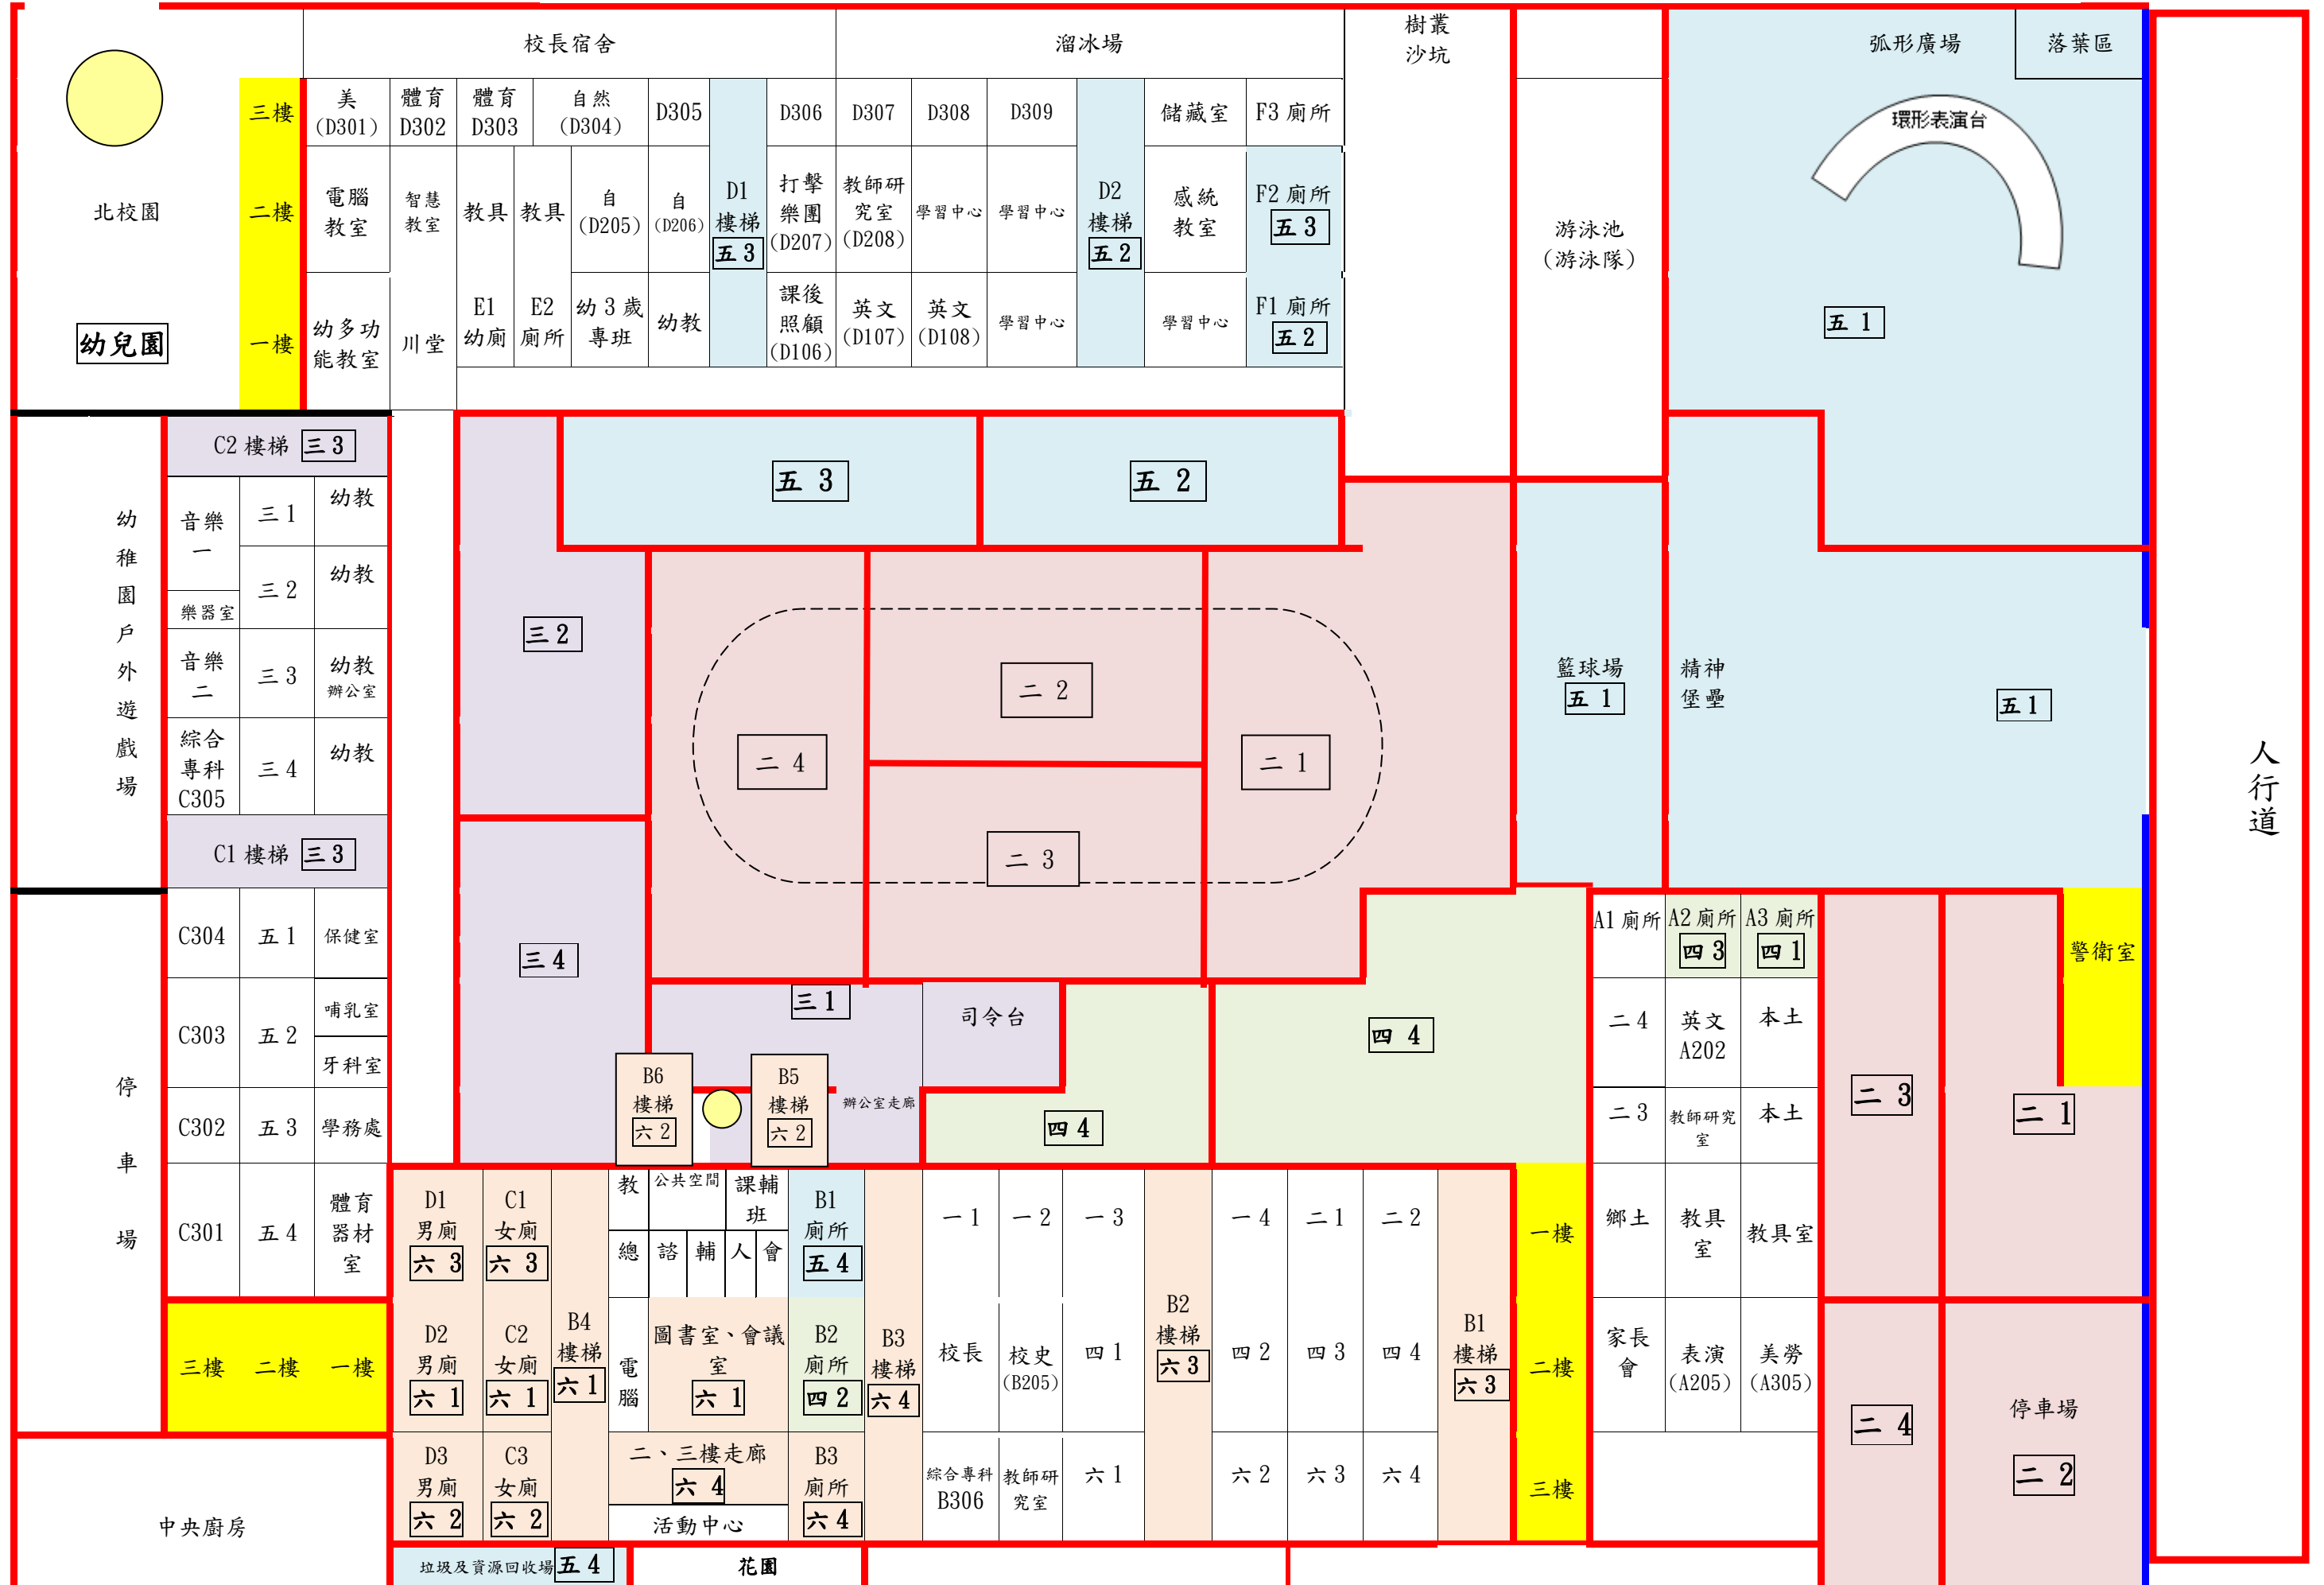 校長宿舍
溜冰場
樹叢
沙坑
弧形廣場
落葉區
環形表演台
北校園
幼兒園
三樓
美
(D301)
體育
D302
體育
D303
自然
(D304)
D305
D306
D307
D308
D309
儲藏室
F3 廁所
二樓
電腦
教室
智慧
教室
教具
教具
自
(D205)
自
(D206)
D1
樓梯
五 3
打擊
樂團
(D207)
教師研
究室
(D208)
學習中心
學習中心
D2
樓梯
五 2
感統
教室
F2 廁所
五 3
一樓
幼多功
能教室
川堂
E1
幼廁
E2
廁所
幼 3 歲
專班
幼教
課後
照顧
(D106)
英文
(D107)
英文
(D108)
學習中心
學習中心
F1 廁所
五 2
游泳池
(游泳隊)
五 1
C2 樓梯 三 3
五 3
五 2
幼稚園戶外遊戲場
音樂
一
三 1
幼教
三 2
幼教
樂器室
音樂
二
三 3
幼教
辦公室
綜合
專科
C305
三 4
幼教
C1 樓梯 三 3
三 2
二 2
二 4
二 1
二 3
籃球場
五 1
精神
堡壘
五 1
人行道
停車場
C304
五 1
保健室
C303
五 2
哺乳室
牙科室
C302
五 3
學務處
C301
五 4
體育
器材
室
三樓
二樓
一樓
三 4
三 1
司令台
四 4
四 4
B6
樓梯
六 2
B5
樓梯
六 2
辦公室走廊
A1 廁所
A2 廁所
四 3
A3 廁所
四 1
警衛室
二 4
英文
A202
本土
二 3
教師研究
室
本土
鄉土
教具
室
教具室
家長
會
表演
(A205)
美勞
(A305)
二 3
二 1
二 4
停車場
二 2
D1
男廁
六 3
C1
女廁
六 3
教
公共空間
課輔
班
總
諮
輔
人
會
B1
廁所
五 4
一 1
一 2
一 3
一 4
二 1
二 2
一樓
D2
男廁
六 1
C2
女廁
六 1
B4
樓梯
六 1
電
腦
圖書室、會議
室
六 1
B2
廁所
四 2
B3
樓梯
六 4
校長
校史
(B205)
四 1
B2
樓梯
六 3
四 2
四 3
四 4
B1
樓梯
六 3
二樓
D3
男廁
六 2
C3
女廁
六 2
二、三樓走廊
六 4
活動中心
B3
廁所
六 4
綜合專科
B306
教師研
究室
六 1
六 2
六 3
六 4
三樓
中央廚房
垃圾及資源回收場 五 4
花園